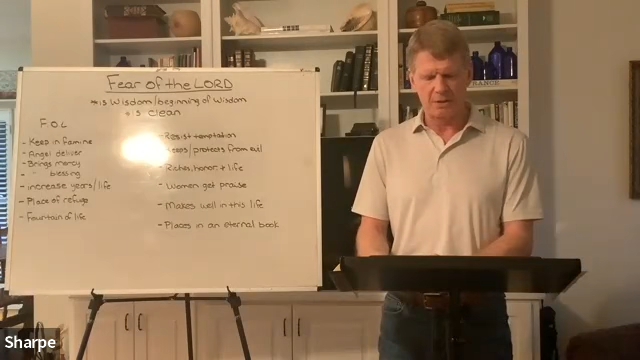 Fear of the LORD
is Wisdom/beginning of Wisdom
is clean
F.O.L
- Keep in famine
- Angel deliver
- Brings mercy
- " blessing
- increase years/life
- Place of refuge
- Fountain of life
- Resist temptation
Keeps/protects from evil
- Riches, honor, + life
- Women get praise
- Makes well in this life
- Places in an eternal book
Sharpe